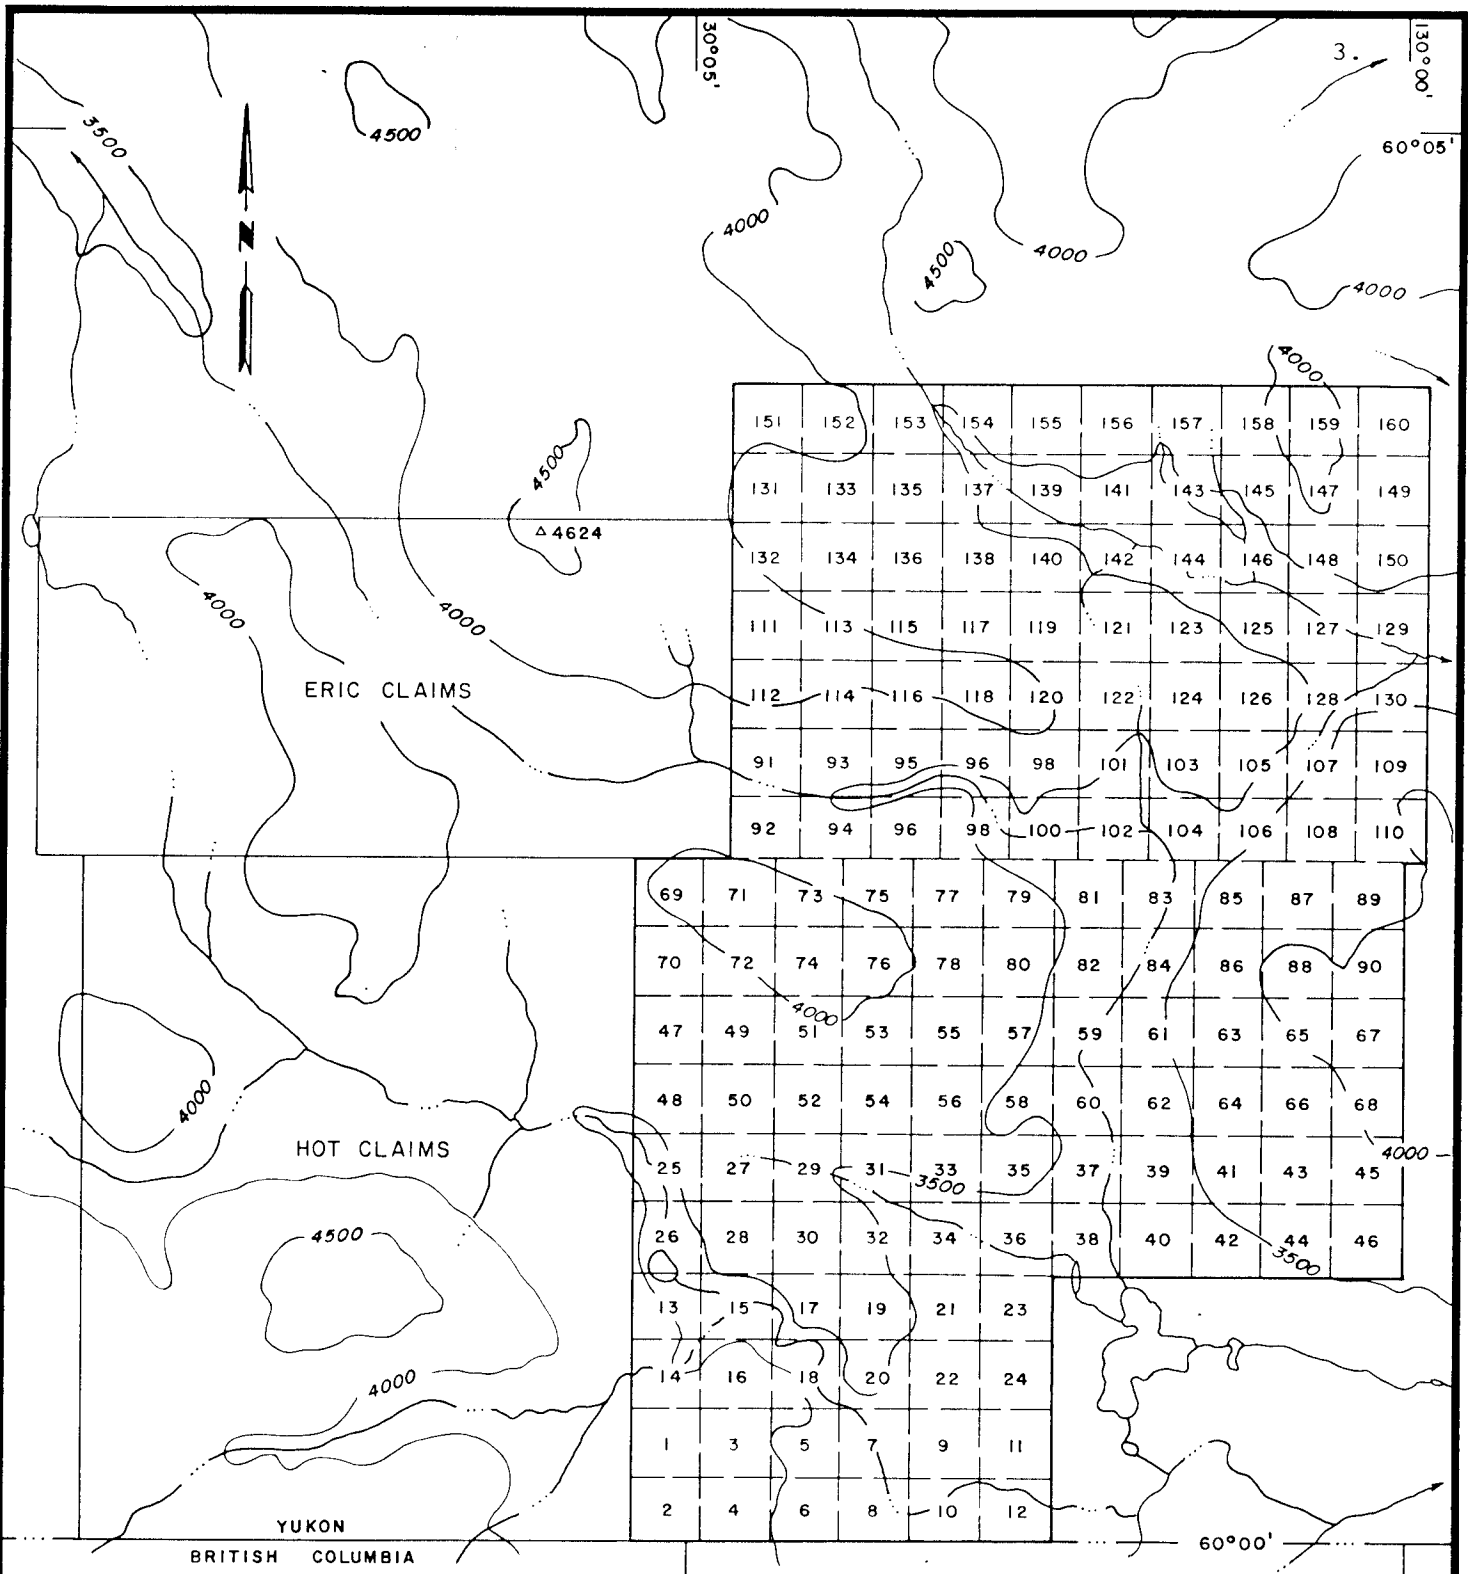 30°05'
130°00'
3.
3500
4500
60°05'
4000
4000
4500
4000
4000
151 152 153 154 155 156 157 158 159 160
4500
131 133 135 137 139 141 143 145 147 149
△ 4624
132 134 136 138 140 142 144 146 148 150
4000
4000
111 113 115 117 119 121 123 125 127 129
ERIC CLAIMS
112 114 116 118 120 122 124 126 128 130
91 93 95 96 98 101 103 105 107 109
92 94 96 98 100 102 104 106 108 110
69 71 73 75 77 79 81 83 85 87 89
70 72 74 76 78 80 82 84 86 88 90
4000
47 49 51 53 55 57 59 61 63 65 67
4000
48 50 52 54 56 58 60 62 64 66 68
HOT CLAIMS
4000
25 27 29 31 33 35 37 39 41 43 45
3500
4500
26 28 30 32 34 36 38 40 42 44 46
3500
13 15 17 19 21 23
4000
14 16 18 20 22 24
1 3 5 7 9 11
2 4 6 8 10 12
YUKON
60°00'
BRITISH COLUMBIA